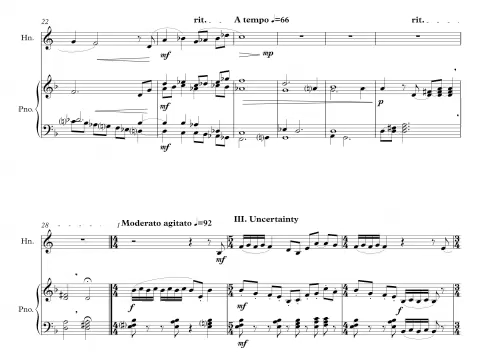 22
rit.
A tempo ♩=66
rit.
Hn.
mf
mp
Pno.
mf
p
mf
28
1
Moderato agitato ♩=92
III. Uncertainty
Hn.
mf
mf
Pno.
f
f
f
mf